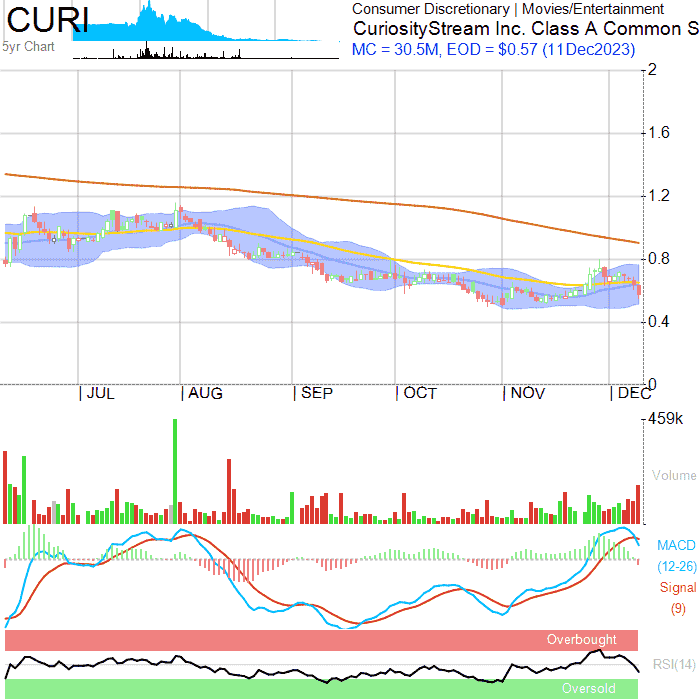 CURI
5yr Chart
Consumer Discretionary | Movies/Entertainment
CuriosityStream Inc. Class A Common S
MC = 30.5M, EOD = $0.57 (11Dec2023)
2
1.6
1.2
0.8
0.4
0
| JUL
| AUG
| SEP
| OCT
| NOV
| DEC
459k
Volume
MACD
(12-26)
Signal
(9)
Overbought
RSI(14)
Oversold